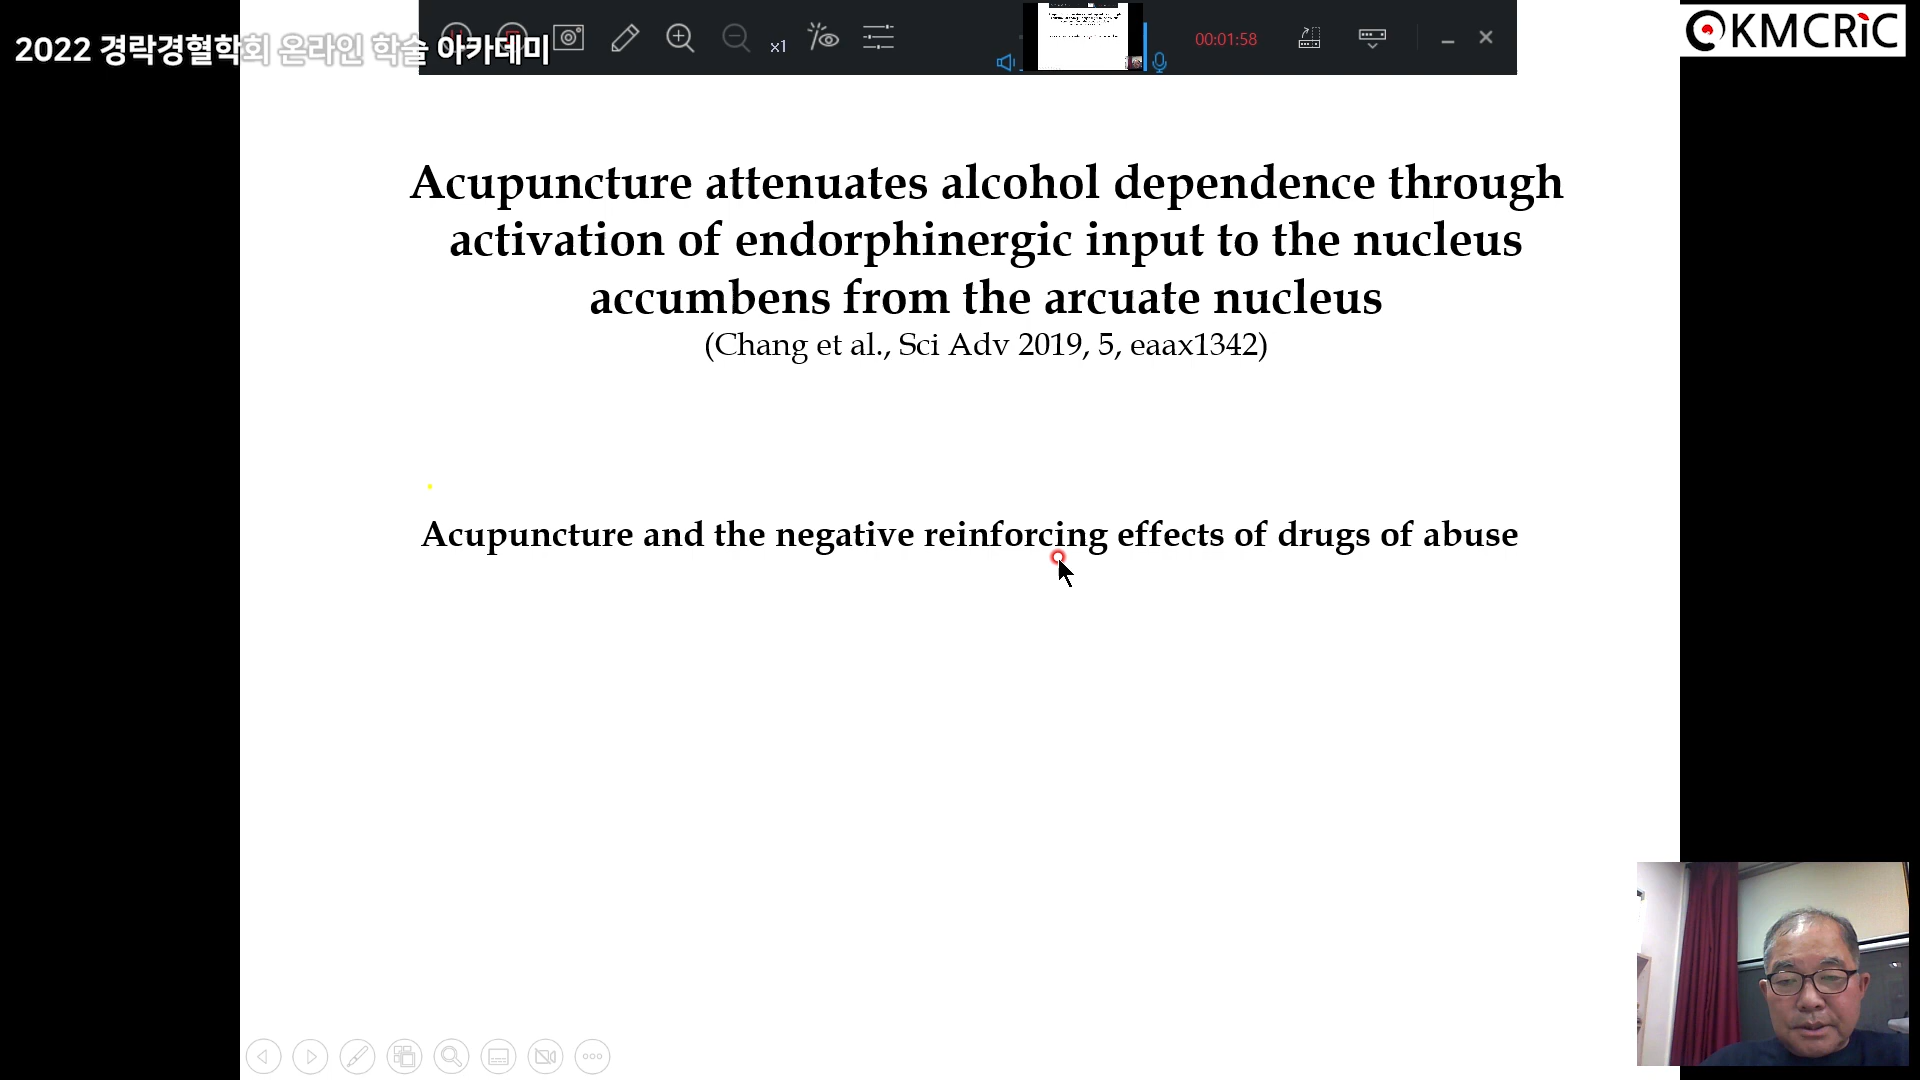 2022 경락경혈학회 온라인 학술 아카데미
x1
00:01:58
KMCRiC
Acupuncture attenuates alcohol dependence through
activation of endorphinergic input to the nucleus
accumbens from the arcuate nucleus
(Chang et al., Sci Adv 2019, 5, eaax1342)
Acupuncture and the negative reinforcing effects of drugs of abuse